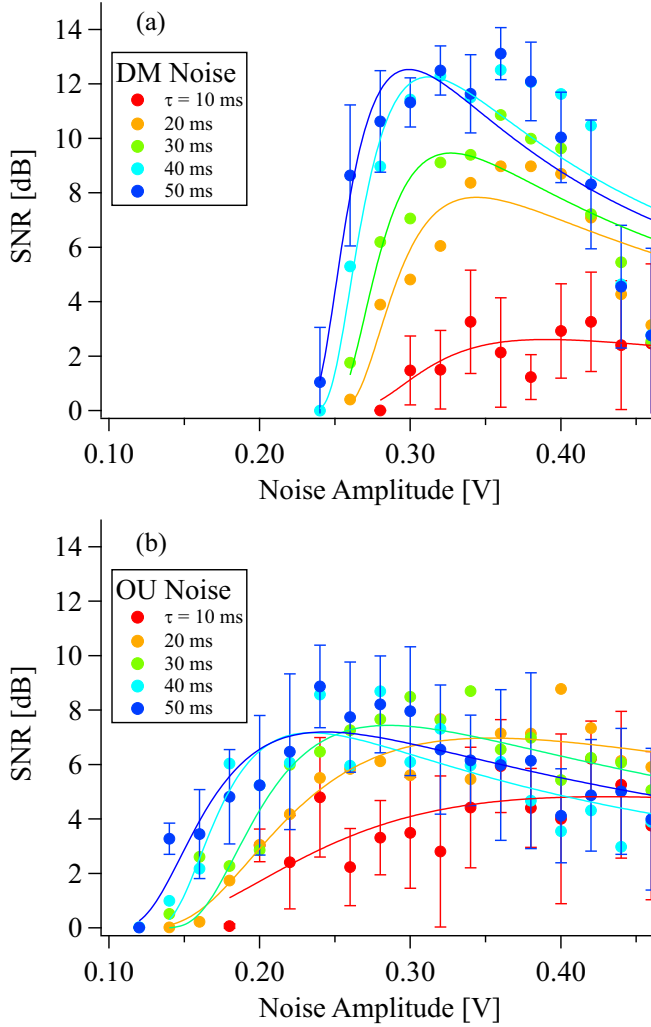 (a)
14
12
10
8
6
4
2
0
SNR [dB]
DM Noise
τ = 10 ms
20 ms
30 ms
40 ms
50 ms
0.10
0.20
0.30
0.40
Noise Amplitude [V]
(b)
14
12
10
8
6
4
2
0
SNR [dB]
OU Noise
τ = 10 ms
20 ms
30 ms
40 ms
50 ms
0.10
0.20
0.30
0.40
Noise Amplitude [V]